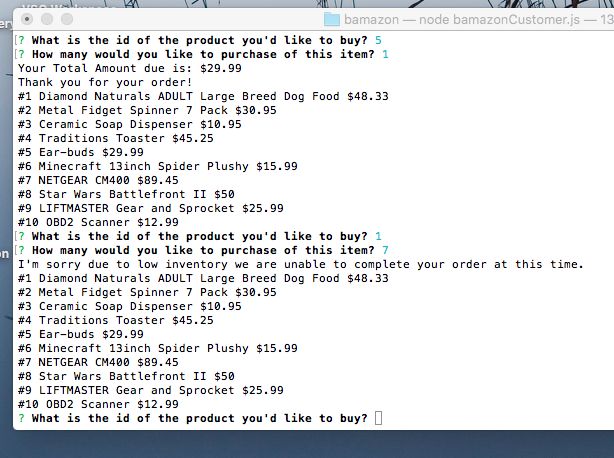 bamazon — node bamazonCustomer.js — 13
? What is the id of the product you'd like to buy? 5
? How many would you like to purchase of this item? 1
Your Total Amount due is: $29.99
Thank you for your order!
#1 Diamond Naturals ADULT Large Breed Dog Food $48.33
#2 Metal Fidget Spinner 7 Pack $30.95
#3 Ceramic Soap Dispenser $10.95
#4 Traditions Toaster $45.25
#5 Ear-buds $29.99
#6 Minecraft 13inch Spider Plushy $15.99
#7 NETGEAR CM400 $89.45
#8 Star Wars Battlefront II $50
#9 LIFTMASTER Gear and Sprocket $25.99
#10 OBD2 Scanner $12.99
? What is the id of the product you'd like to buy? 1
? How many would you like to purchase of this item? 7
I'm sorry due to low inventory we are unable to complete your order at this time.
#1 Diamond Naturals ADULT Large Breed Dog Food $48.33
#2 Metal Fidget Spinner 7 Pack $30.95
#3 Ceramic Soap Dispenser $10.95
#4 Traditions Toaster $45.25
#5 Ear-buds $29.99
#6 Minecraft 13inch Spider Plushy $15.99
#7 NETGEAR CM400 $89.45
#8 Star Wars Battlefront II $50
#9 LIFTMASTER Gear and Sprocket $25.99
#10 OBD2 Scanner $12.99
? What is the id of the product you'd like to buy?